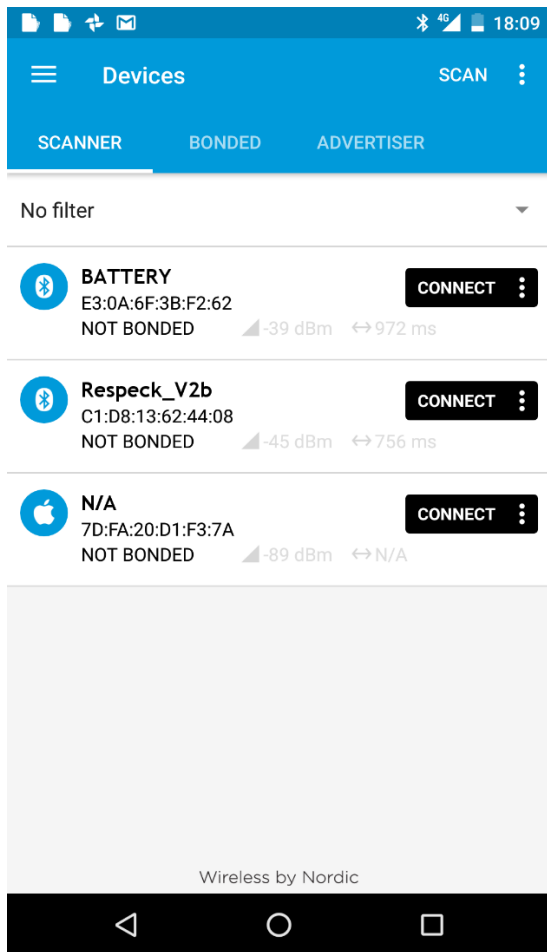 4G 18:09
Devices SCAN
SCANNER BONDED ADVERTISER
No filter
BATTERY
E3:0A:6F:3B:F2:62
CONNECT
NOT BONDED -39 dBm 972 ms
Respeck_V2b
C1:D8:13:62:44:08
CONNECT
NOT BONDED -45 dBm 756 ms
N/A
7D:FA:20:D1:F3:7A
CONNECT
NOT BONDED -89 dBm N/A
Wireless by Nordic